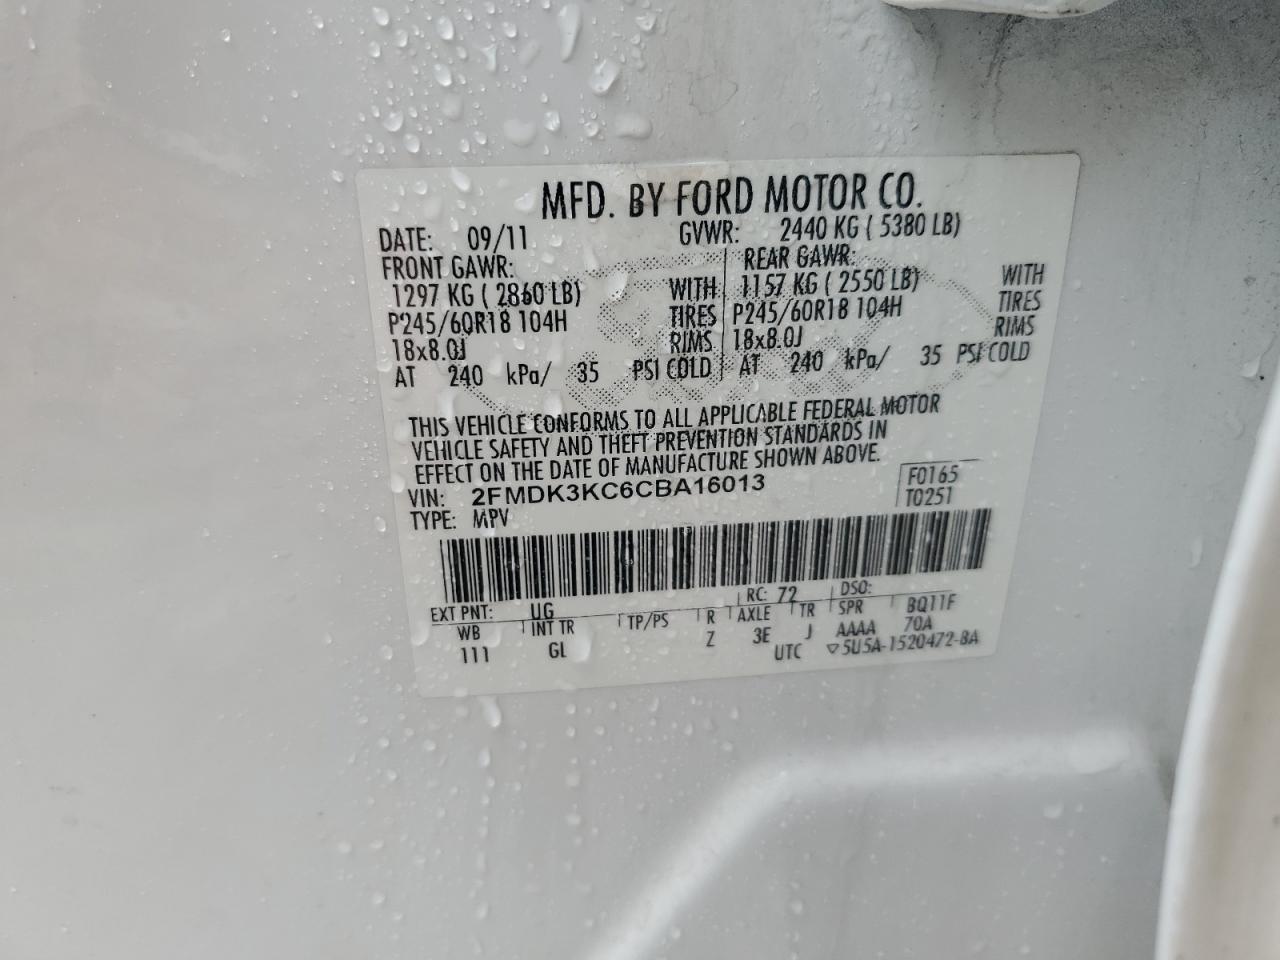 MFD. BY FORD MOTOR CO.
DATE: 09/11 GVWR: 2440 KG ( 5380 LB)
FRONT GAWR: REAR GAWR:
1297 KG ( 2860 LB) WITH 1157 KG ( 2550 LB) WITH
P245/60R18 104H TIRES P245/60R18 104H TIRES
18x8.0J RIMS 18x8.0J RIMS
AT 240 kPa/ 35 PSI COLD AT 240 kPa/ 35 PSI COLD
THIS VEHICLE CONFORMS TO ALL APPLICABLE FEDERAL MOTOR
VEHICLE SAFETY AND THEFT PREVENTION STANDARDS IN
EFFECT ON THE DATE OF MANUFACTURE SHOWN ABOVE.
VIN: 2FMDK3KC6CBA16013 F0165
TYPE: MPV T0251
EXT PNT: UG RC: 72 DSO:
WB INT TR TP/PS R AXLE TR SPR BQ11F
111 GL Z 3E J AAAA 70A
UTC ▽5U5A-1520472-BA